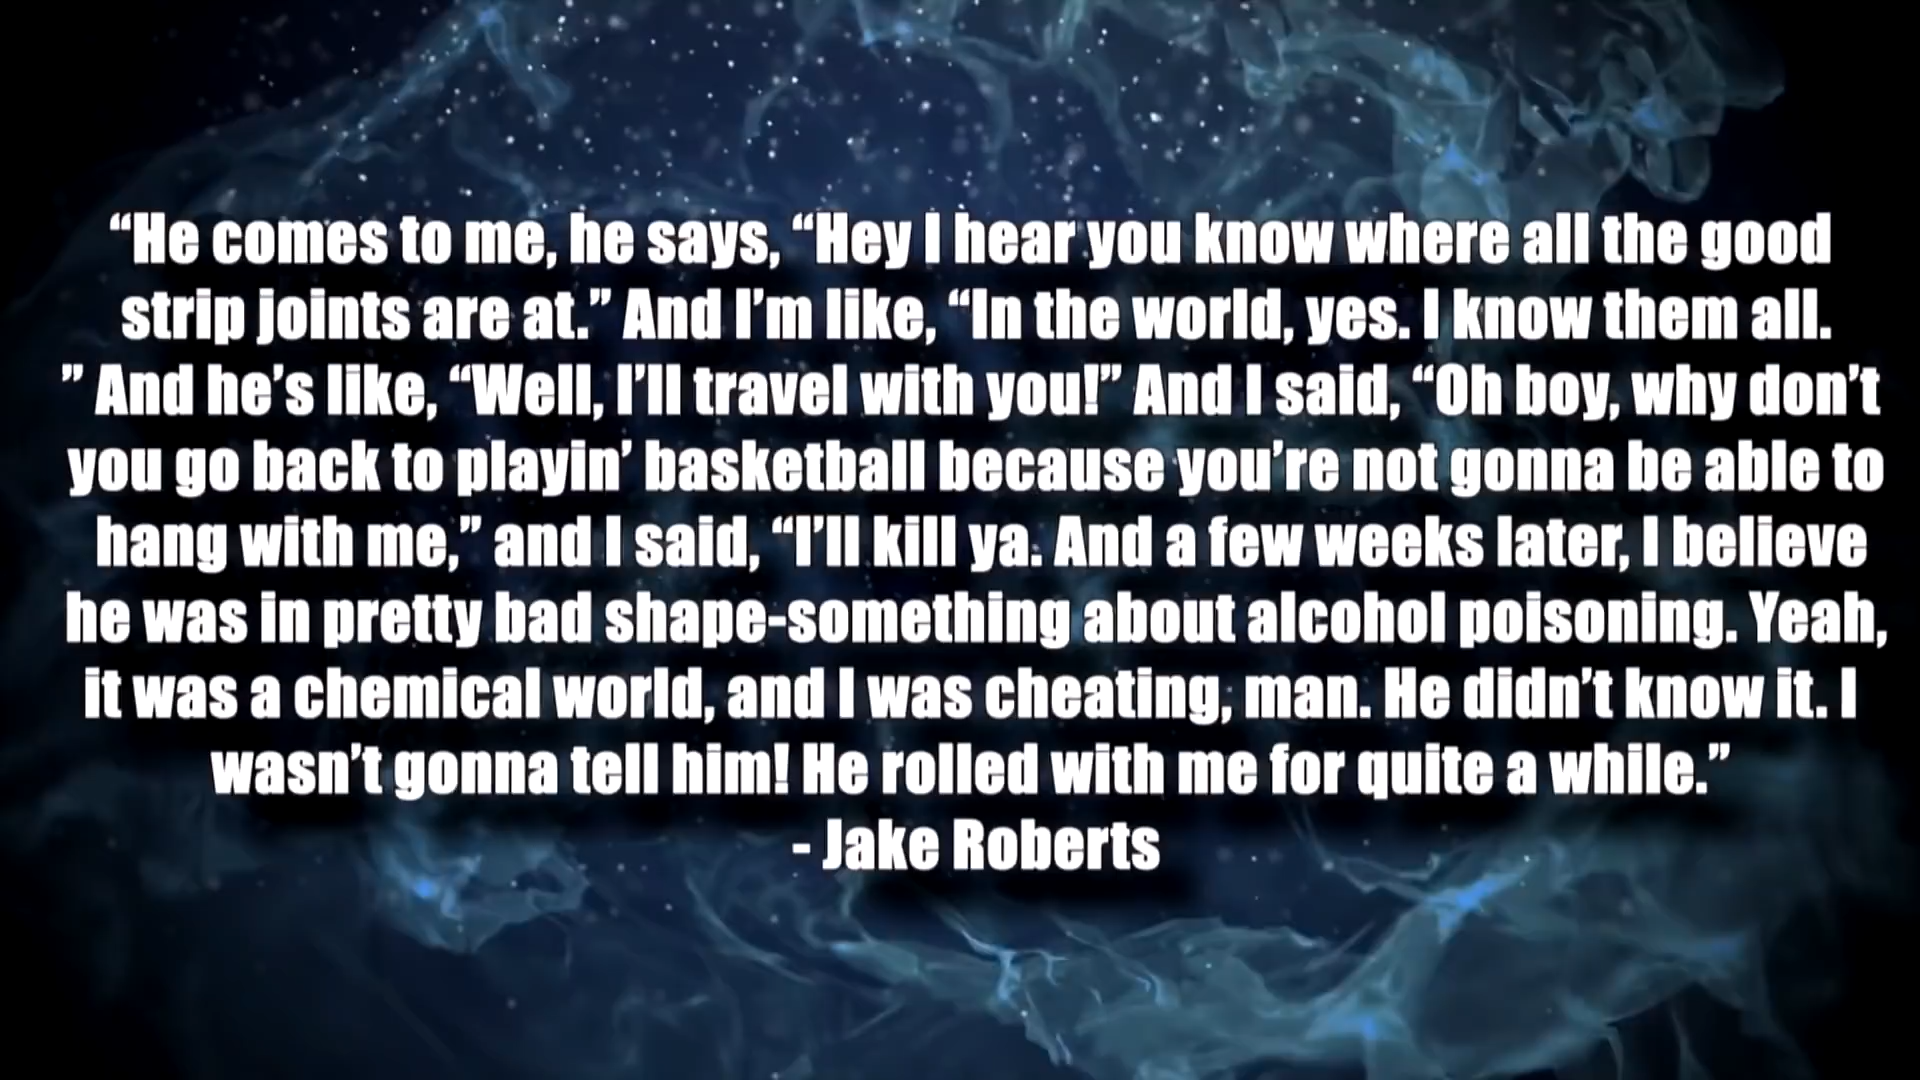 “He comes to me, he says, “Hey I hear you know where all the good
strip joints are at.” And I’m like, “In the world, yes. I know them all.
” And he’s like, “Well, I’ll travel with you!” And I said, “Oh boy, why don’t
you go back to playin’ basketball because you’re not gonna be able to
hang with me,” and I said, “I’ll kill ya. And a few weeks later, I believe
he was in pretty bad shape-something about alcohol poisoning. Yeah,
it was a chemical world, and I was cheating, man. He didn’t know it. I
wasn’t gonna tell him! He rolled with me for quite a while.”
- Jake Roberts